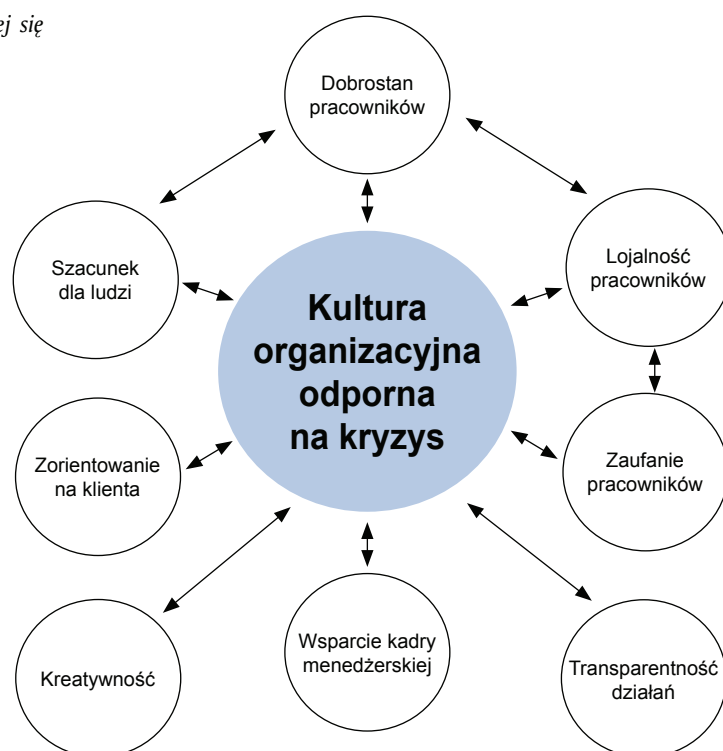 ej się
Dobrostan
pracowników
Szacunek
dla ludzi
Lojalność
pracowników
Kultura
organizacyjna
odporna
na kryzys
Zorientowanie
na klienta
Zaufanie
pracowników
Kreatywność
Wsparcie kadry
menedżerskiej
Transparentność
działań